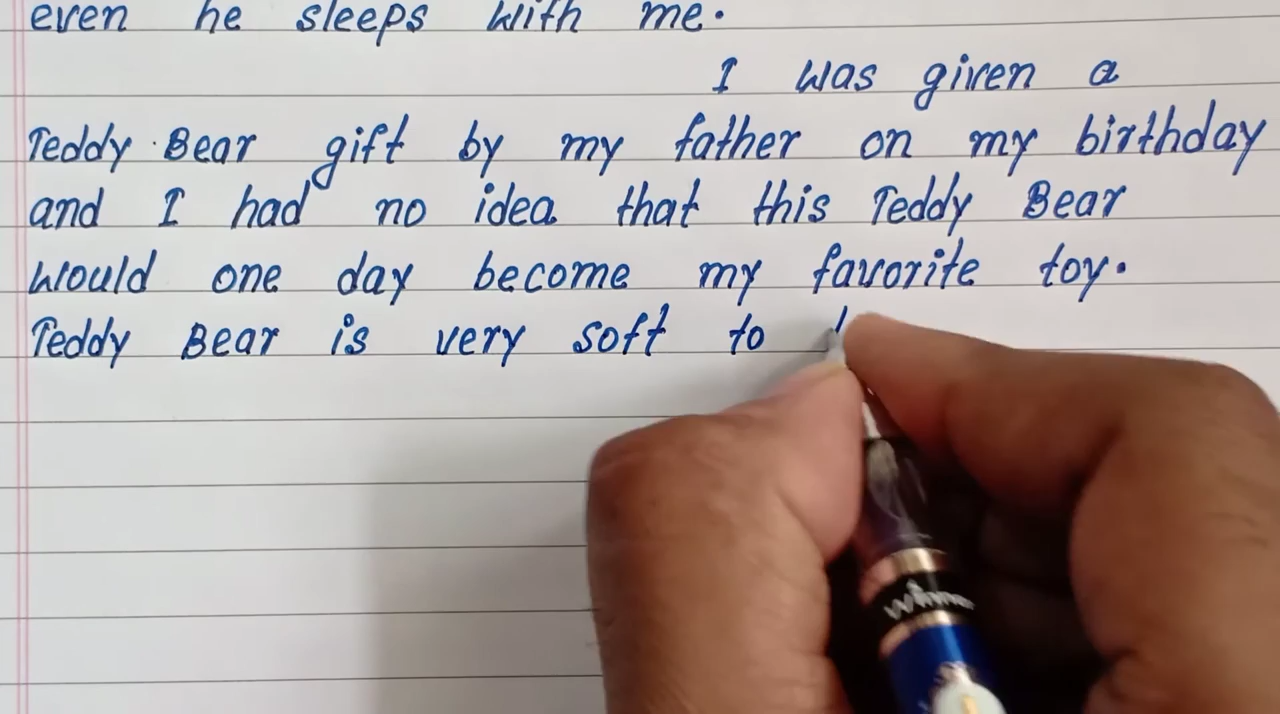 even he sleeps with me.
I was given a
Teddy Bear gift by my father on my birthday
and I had no idea that this Teddy Bear
would one day become my favorite toy.
Teddy Bear is very soft to